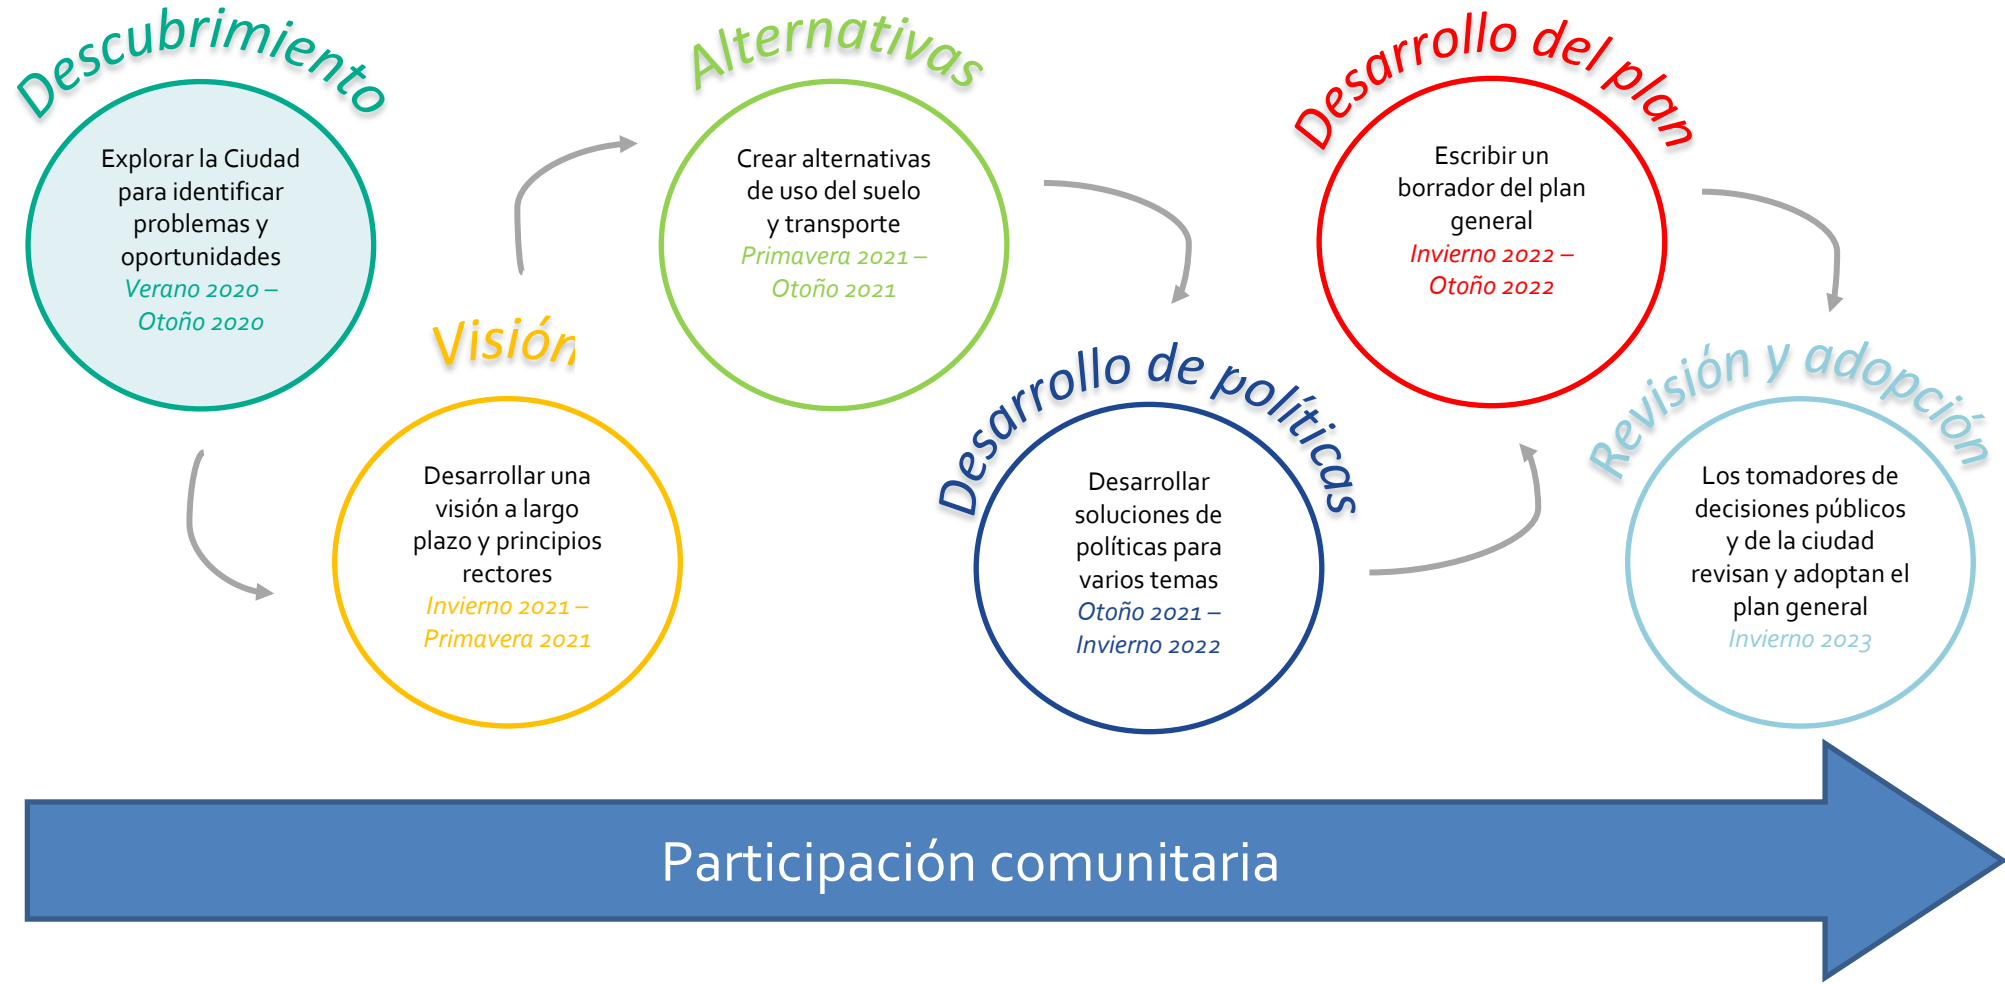 Descubrimiento
Explorar la Ciudad
para identificar
problemas y
oportunidades
Verano 2020 –
Otoño 2020
Visión
Desarrollar una
visión a largo
plazo y principios
rectores
Invierno 2021 –
Primavera 2021
Alternativas
Crear alternativas
de uso del suelo
y transporte
Primavera 2021 –
Otoño 2021
Desarrollo de políticas
Desarrollar
soluciones de
políticas para
varios temas
Otoño 2021 –
Invierno 2022
Desarrollo del plan
Escribir un
borrador del plan
general
Invierno 2022 –
Otoño 2022
Revisión y adopción
Los tomadores de
decisiones públicos
y de la ciudad
revisan y adoptan el
plan general
Invierno 2023
Participación comunitaria